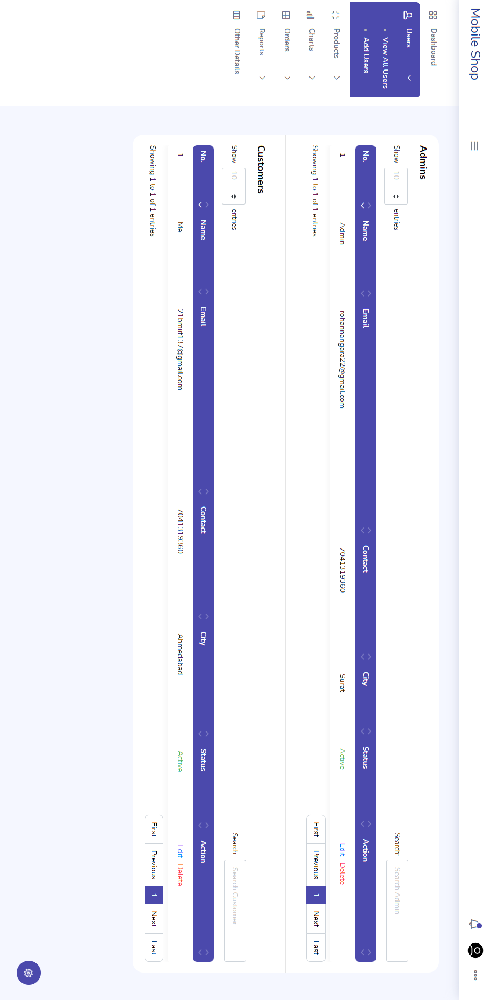 Mobile Shop
Dashboard
Users
View All Users
Add Users
Products
Charts
Orders
Reports
Other Details
Admins
Show 10 entries
Search: Search Admin
No. Name Email Contact City Status Action
1 Admin rohannarigara22@gmail.com 7041319360 Surat Active Edit Delete
Showing 1 to 1 of 1 entries
First Previous 1 Next Last
Customers
Show 10 entries
Search: Search Customer
No. Name Email Contact City Status Action
1 Me 21bmiit137@gmail.com 7041319360 Ahmedabad Active Edit Delete
Showing 1 to 1 of 1 entries
First Previous 1 Next Last